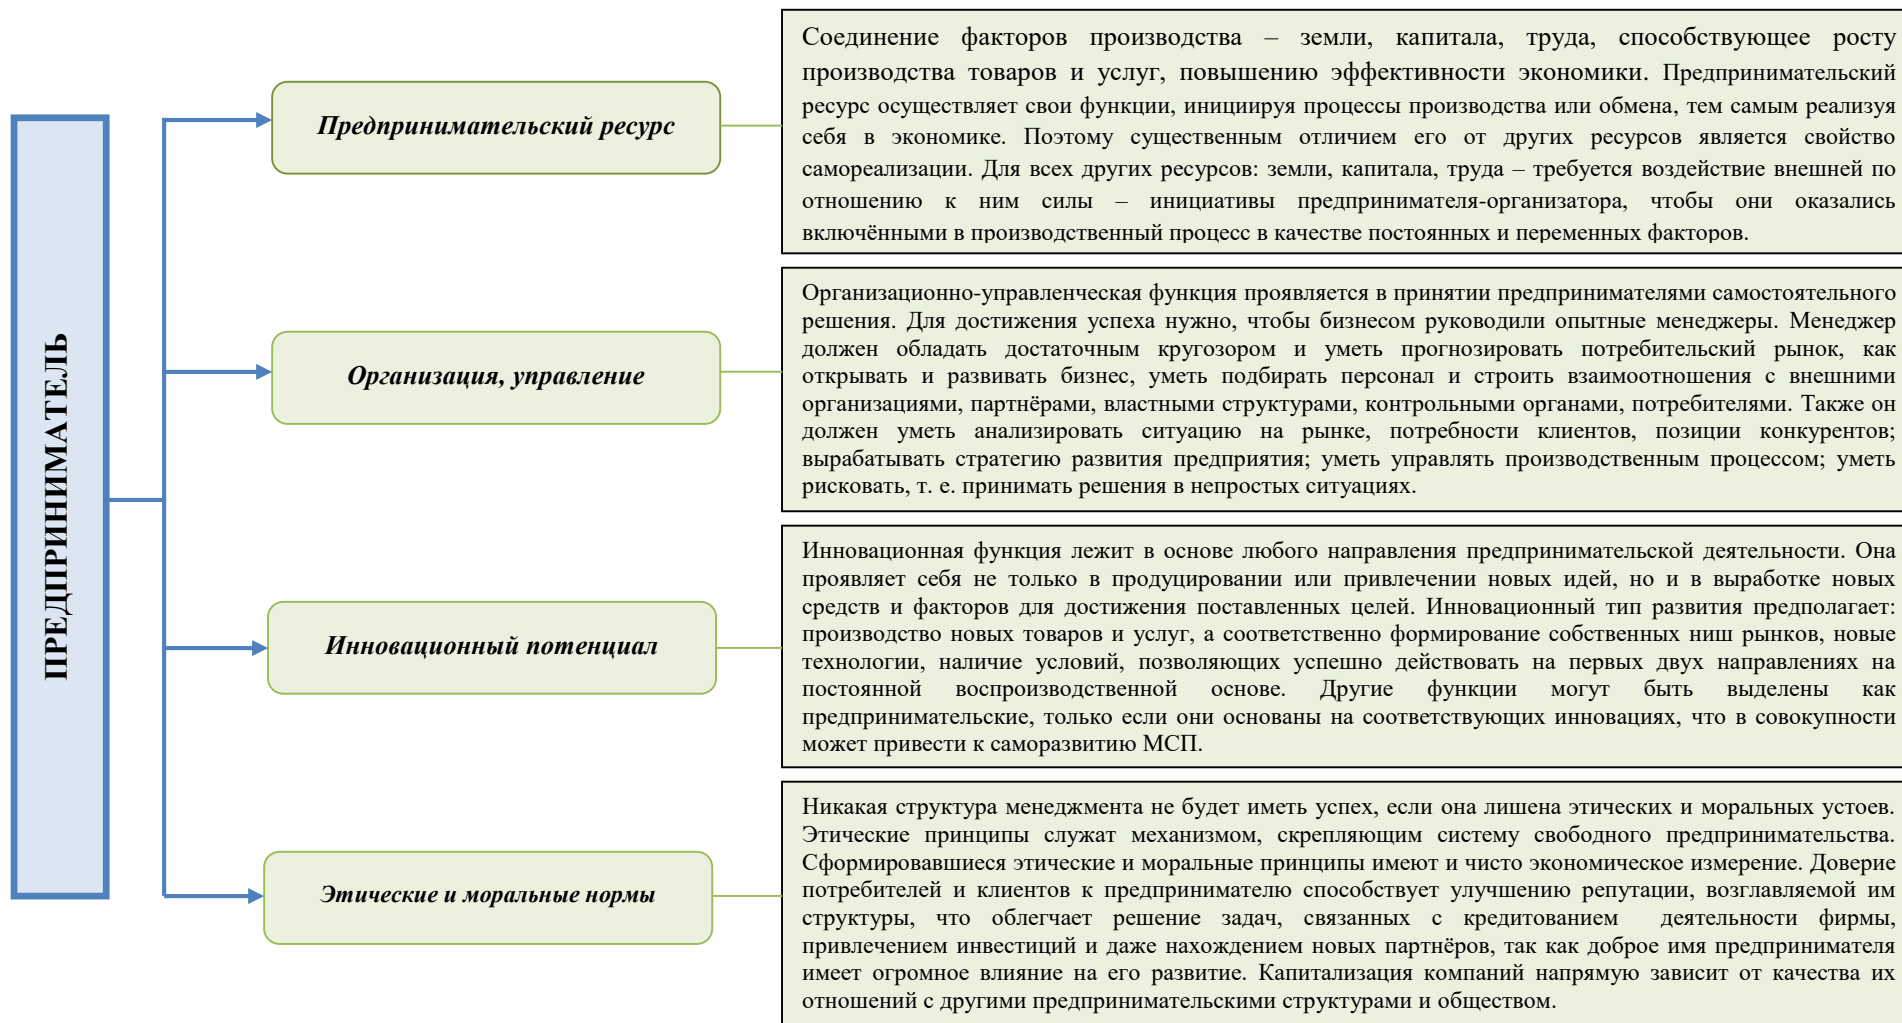 ПРЕДПРИНИМАТЕЛЬ
Предпринимательский ресурс
Соединение факторов производства – земли, капитала, труда, способствующее росту
производства товаров и услуг, повышению эффективности экономики. Предпринимательский
ресурс осуществляет свои функции, инициируя процессы производства или обмена, тем самым реализуя
себя в экономике. Поэтому существенным отличием его от других ресурсов является свойство
самореализации. Для всех других ресурсов: земли, капитала, труда – требуется воздействие внешней по
отношению к ним силы – инициативы предпринимателя-организатора, чтобы они оказались
включёнными в производственный процесс в качестве постоянных и переменных факторов.
Организация, управление
Организационно-управленческая функция проявляется в принятии предпринимателями самостоятельного
решения. Для достижения успеха нужно, чтобы бизнесом руководили опытные менеджеры. Менеджер
должен обладать достаточным кругозором и уметь прогнозировать потребительский рынок, как
открывать и развивать бизнес, уметь подбирать персонал и строить взаимоотношения с внешними
организациями, партнёрами, властными структурами, контрольными органами, потребителями. Также он
должен уметь анализировать ситуацию на рынке, потребности клиентов, позиции конкурентов;
вырабатывать стратегию развития предприятия; уметь управлять производственным процессом; уметь
рисковать, т. е. принимать решения в непростых ситуациях.
Инновационный потенциал
Инновационная функция лежит в основе любого направления предпринимательской деятельности. Она
проявляет себя не только в продуцировании или привлечении новых идей, но и в выработке новых
средств и факторов для достижения поставленных целей. Инновационный тип развития предполагает:
производство новых товаров и услуг, а соответственно формирование собственных ниш рынков, новые
технологии, наличие условий, позволяющих успешно действовать на первых двух направлениях на
постоянной воспроизводственной основе. Другие функции могут быть выделены как
предпринимательские, только если они основаны на соответствующих инновациях, что в совокупности
может привести к саморазвитию МСП.
Этические и моральные нормы
Никакая структура менеджмента не будет иметь успех, если она лишена этических и моральных устоев.
Этические принципы служат механизмом, скрепляющим систему свободного предпринимательства.
Сформировавшиеся этические и моральные принципы имеют и чисто экономическое измерение. Доверие
потребителей и клиентов к предпринимателю способствует улучшению репутации, возглавляемой им
структуры, что облегчает решение задач, связанных с кредитованием деятельности фирмы,
привлечением инвестиций и даже нахождением новых партнёров, так как доброе имя предпринимателя
имеет огромное влияние на его развитие. Капитализация компаний напрямую зависит от качества их
отношений с другими предпринимательскими структурами и обществом.